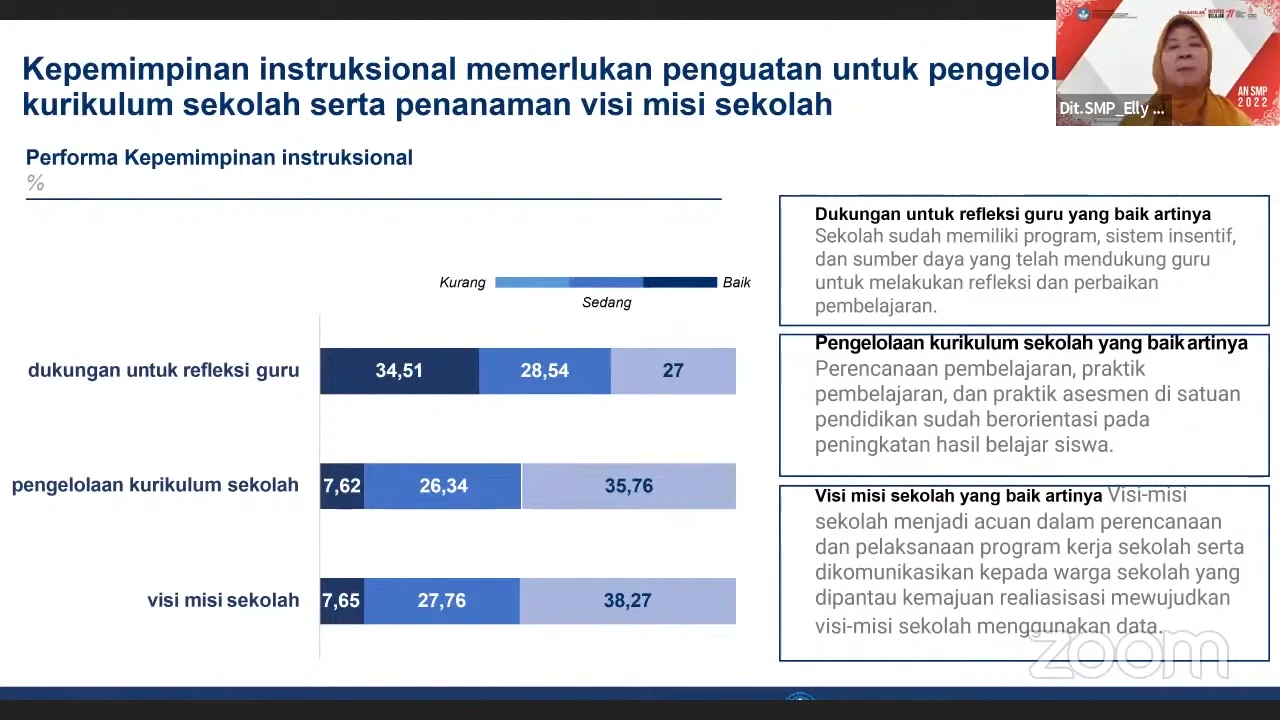 Kepemimpinan instruksional memerlukan penguatan untuk pengelol
kurikulum sekolah serta penanaman visi misi sekolah
Dit.SMP_Elly ...
AN SMP
2022
Performa Kepemimpinan instruksional
%
Kurang
Baik
Sedang
dukungan untuk refleksi guru
34,51
28,54
27
pengelolaan kurikulum sekolah
7,62
26,34
35,76
visi misi sekolah
7,65
27,76
38,27
Dukungan untuk refleksi guru yang baik artinya
Sekolah sudah memiliki program, sistem insentif,
dan sumber daya yang telah mendukung guru
untuk melakukan refleksi dan perbaikan
pembelajaran.
Pengelolaan kurikulum sekolah yang baik artinya
Perencanaan pembelajaran, praktik
pembelajaran, dan praktik asesmen di satuan
pendidikan sudah berorientasi pada
peningkatan hasil belajar siswa.
Visi misi sekolah yang baik artinya Visi-misi
sekolah menjadi acuan dalam perencanaan
dan pelaksanaan program kerja sekolah serta
dikomunikasikan kepada warga sekolah yang
dipantau kemajuan realiasisasi mewujudkan
visi-misi sekolah menggunakan data.
zoom